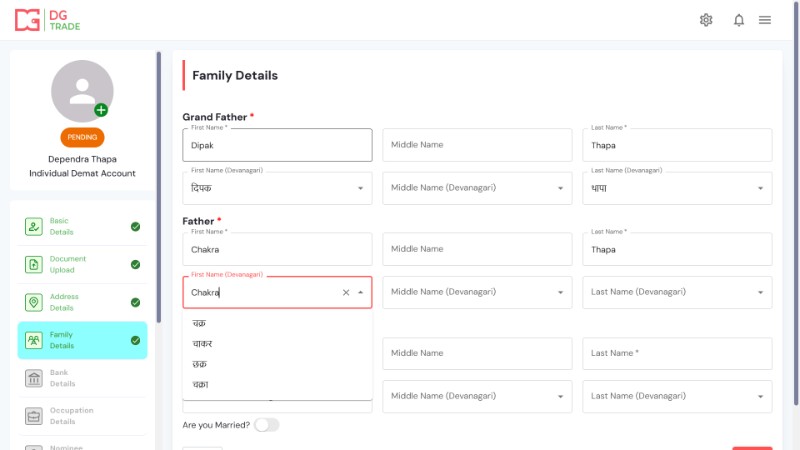 DG
TRADE
Family Details
PENDING
Dependra Thapa
Individual Demat Account
Basic
Details
Document
Upload
Address
Details
Family
Details
Bank
Details
Occupation
Details
Nominee
Grand Father *
First Name *
Dipak
Middle Name
Last Name *
Thapa
First Name (Devanagari)
दिपक
Middle Name (Devanagari)
Last Name (Devanagari)
थापा
Father *
First Name *
Chakra
Middle Name
Last Name *
Thapa
First Name (Devanagari)
Chakra
Middle Name (Devanagari)
Last Name (Devanagari)
चक्र
चाकर
छक्र
चक्रा
Middle Name
Last Name *
Middle Name (Devanagari)
Last Name (Devanagari)
Are you Married?